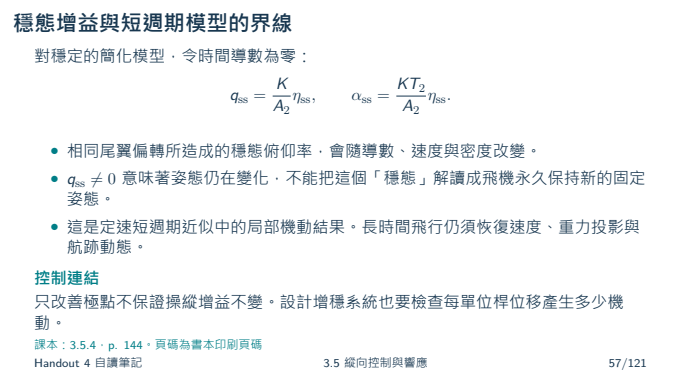 穩態增益與短週期模型的界線
對穩定的簡化模型，令時間導數為零：
q_ss = K/A_2 η_ss,  α_ss = KT_2/A_2 η_ss.
• 相同尾翼偏轉所造成的穩態俯仰率，會隨導數、速度與密度改變。
• q_ss ≠ 0 意味著姿態仍在變化，不能把這個「穩態」解讀成飛機永久保持新的固定
姿態。
• 這是定速短週期近似中的局部機動結果。長時間飛行仍須恢復速度、重力投影與
航跡動態。
控制連結
只改善極點不保證操縱增益不變。設計增穩系統也要檢查每單位桿位移產生多少機
動。
課本：3.5.4，p. 144。頁碼為書本印刷頁碼
Handout 4 自讀筆記 3.5 縱向控制與響應 57/121